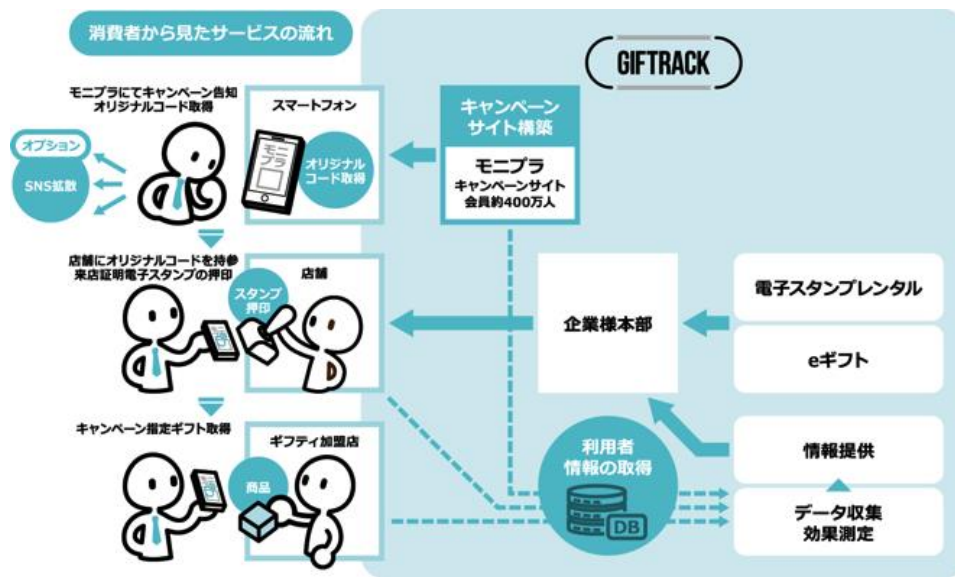 消費者から見たサービスの流れ
GIFTRACK
モニプラにてキャンペーン告知
オリジナルコード取得
スマートフォン
モニ
プラ
オリジナル
コード取得
オプション
SNS拡散
キャンペーン
サイト構築
モニプラ
キャンペーンサイト
会員約400万人
店舗にオリジナルコードを持参
来店証明電子スタンプの押印
店舗
スタンプ
押印
企業様本部
電子スタンプレンタル
eギフト
キャンペーン指定ギフト取得
ギフティ加盟店
商品
利用者
情報の取得
DB
情報提供
データ収集
効果測定